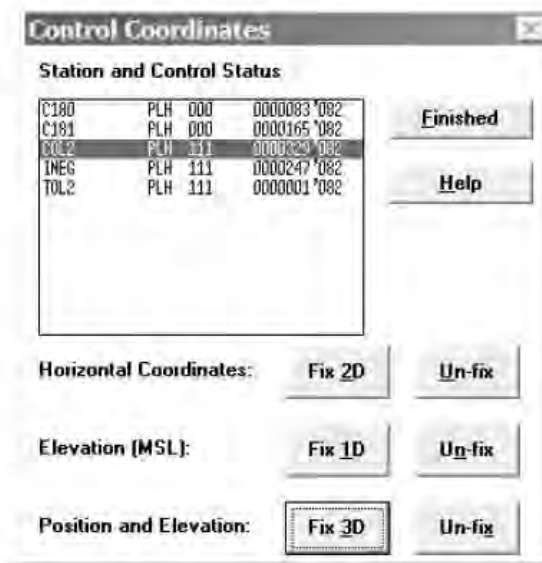 Control Coordinates
Station and Control Status
C180 PLH 000 0000083'082
C181 PLH 000 0000165'082
COL2 PLH 111 0000329'082
INEG PLH 111 0000247'082
TOL2 PLH 111 0000001'082
Finished
Help
Horizontal Coordinates: Fix 2D Un-fix
Elevation (MSL): Fix 1D Un-fix
Position and Elevation: Fix 3D Un-fix